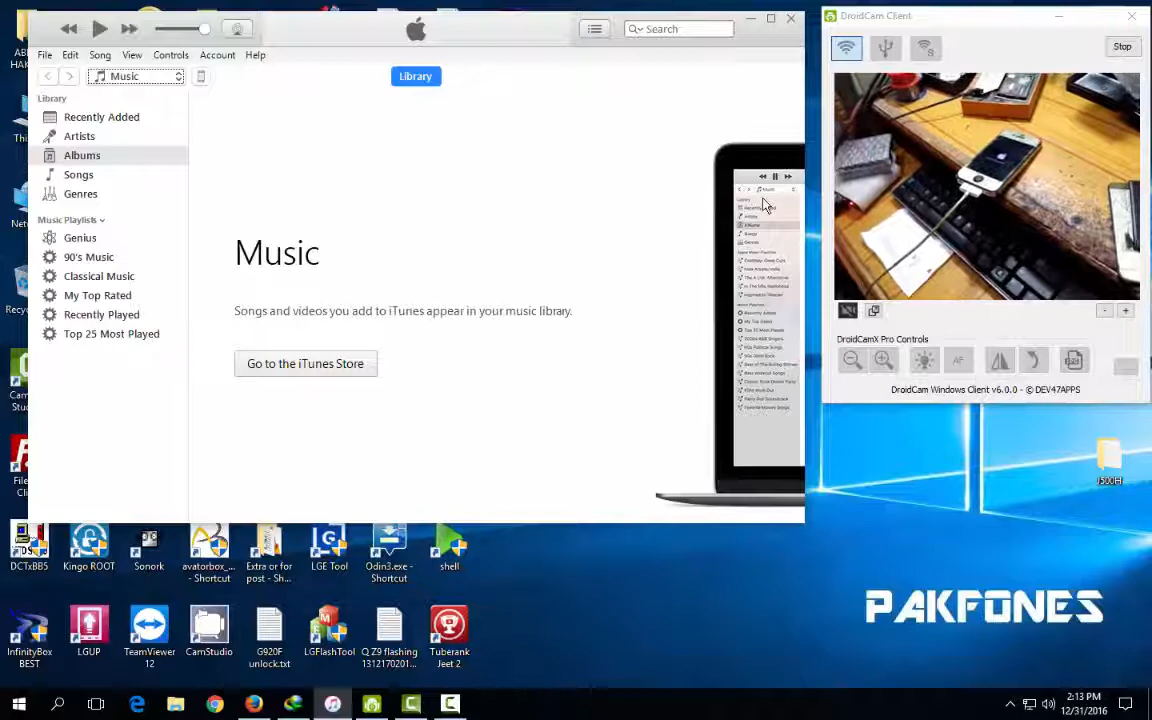 Search
DroidCam Client
Stop
File Edit Song View Controls Account Help
Music
Library
Library
Recently Added
Artists
Albums
Songs
Genres
Music Playlists
Genius
90's Music
Classical Music
My Top Rated
Recently Played
Top 25 Most Played
Music
Songs and videos you add to iTunes appear in your music library.
Go to the iTunes Store
DroidCamX Pro Controls
AF
DroidCam Windows Client v6.0.0 - © DEV47APPS
J500H
DCTxBB5
Kingo ROOT
Sonork
avatorbox_...
- Shortcut
Extra or for
post - Sh...
LGE Tool
Odin3.exe -
Shortcut
shell
InfinityBox
BEST
LGUP
TeamViewer
12
CamStudio
G920F
unlock.txt
LGFlashTool
Q Z9 flashing
1312170201...
Tuberank
Jeet 2
PAKFONES
2:13 PM
12/31/2016